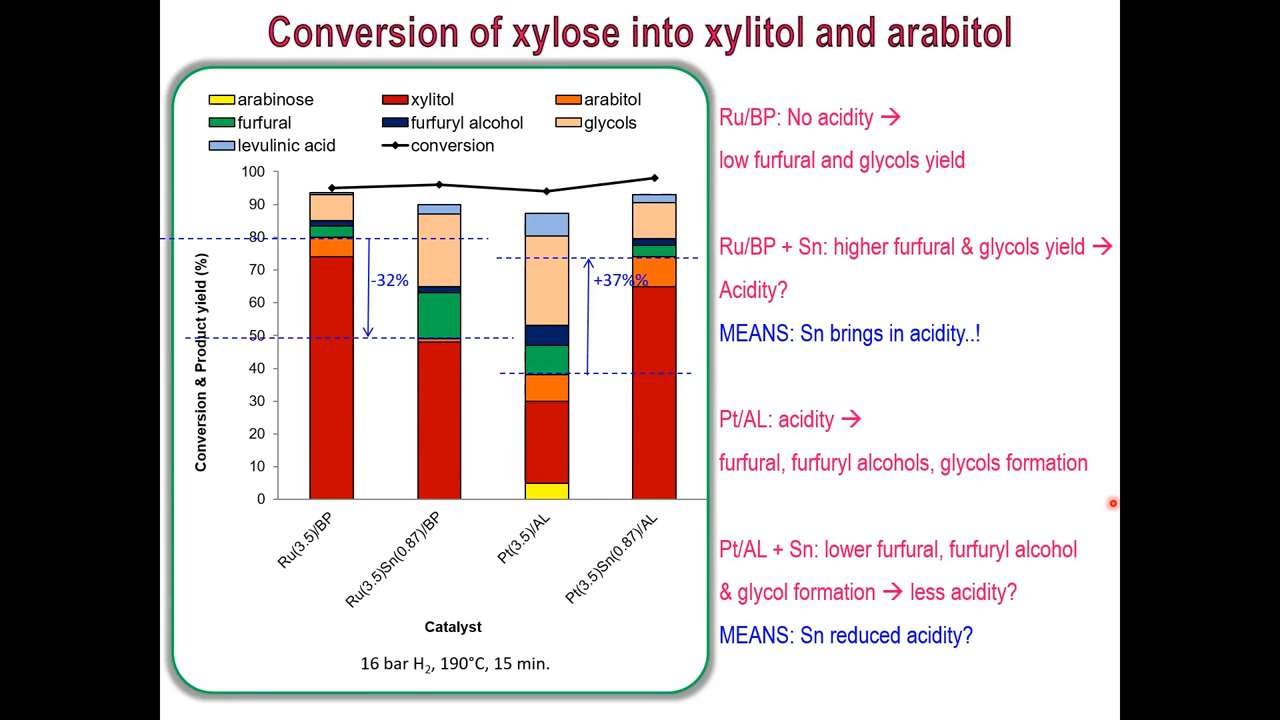 Conversion of xylose into xylitol and arabitol
arabinose
xylitol
arabitol
furfural
furfuryl alcohol
glycols
levulinic acid
conversion
Conversion & Product yield (%)
100
90
80
70
60
50
40
30
20
10
0
-32%
+37%%
Ru(3.5)/BP
Ru(3.5)Sn(0.87)/BP
Pt(3.5)/AL
Pt(3.5)Sn(0.87)/AL
Catalyst
16 bar H₂, 190°C, 15 min.
Ru/BP: No acidity →
low furfural and glycols yield
Ru/BP + Sn: higher furfural & glycols yield →
Acidity?
MEANS: Sn brings in acidity..!
Pt/AL: acidity →
furfural, furfuryl alcohols, glycols formation
Pt/AL + Sn: lower furfural, furfuryl alcohol
& glycol formation → less acidity?
MEANS: Sn reduced acidity?